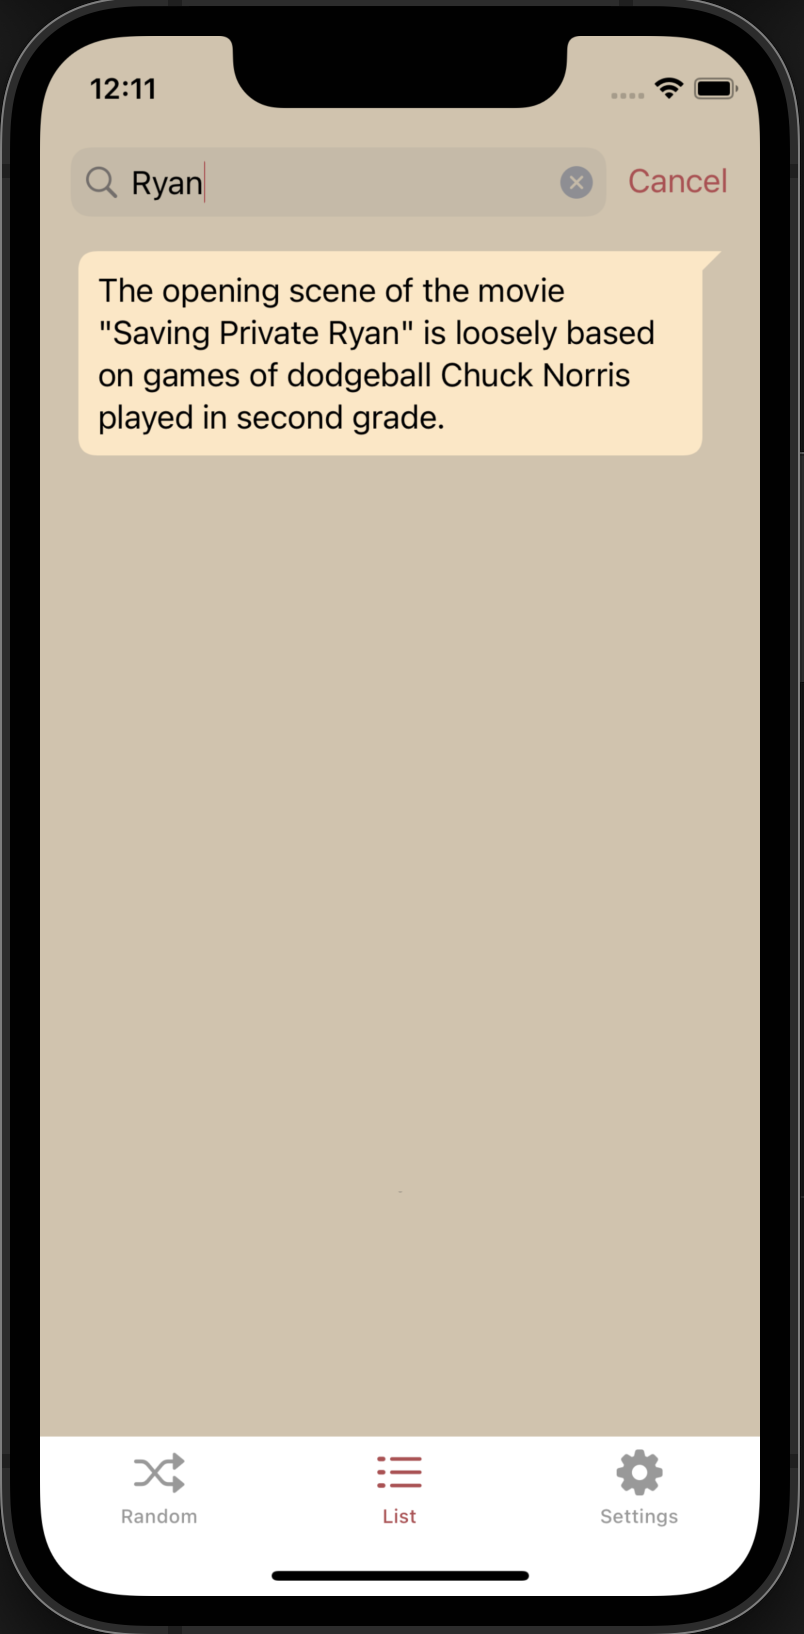 12:11
Ryan
Cancel
The opening scene of the movie
"Saving Private Ryan" is loosely based
on games of dodgeball Chuck Norris
played in second grade.
Random
List
Settings